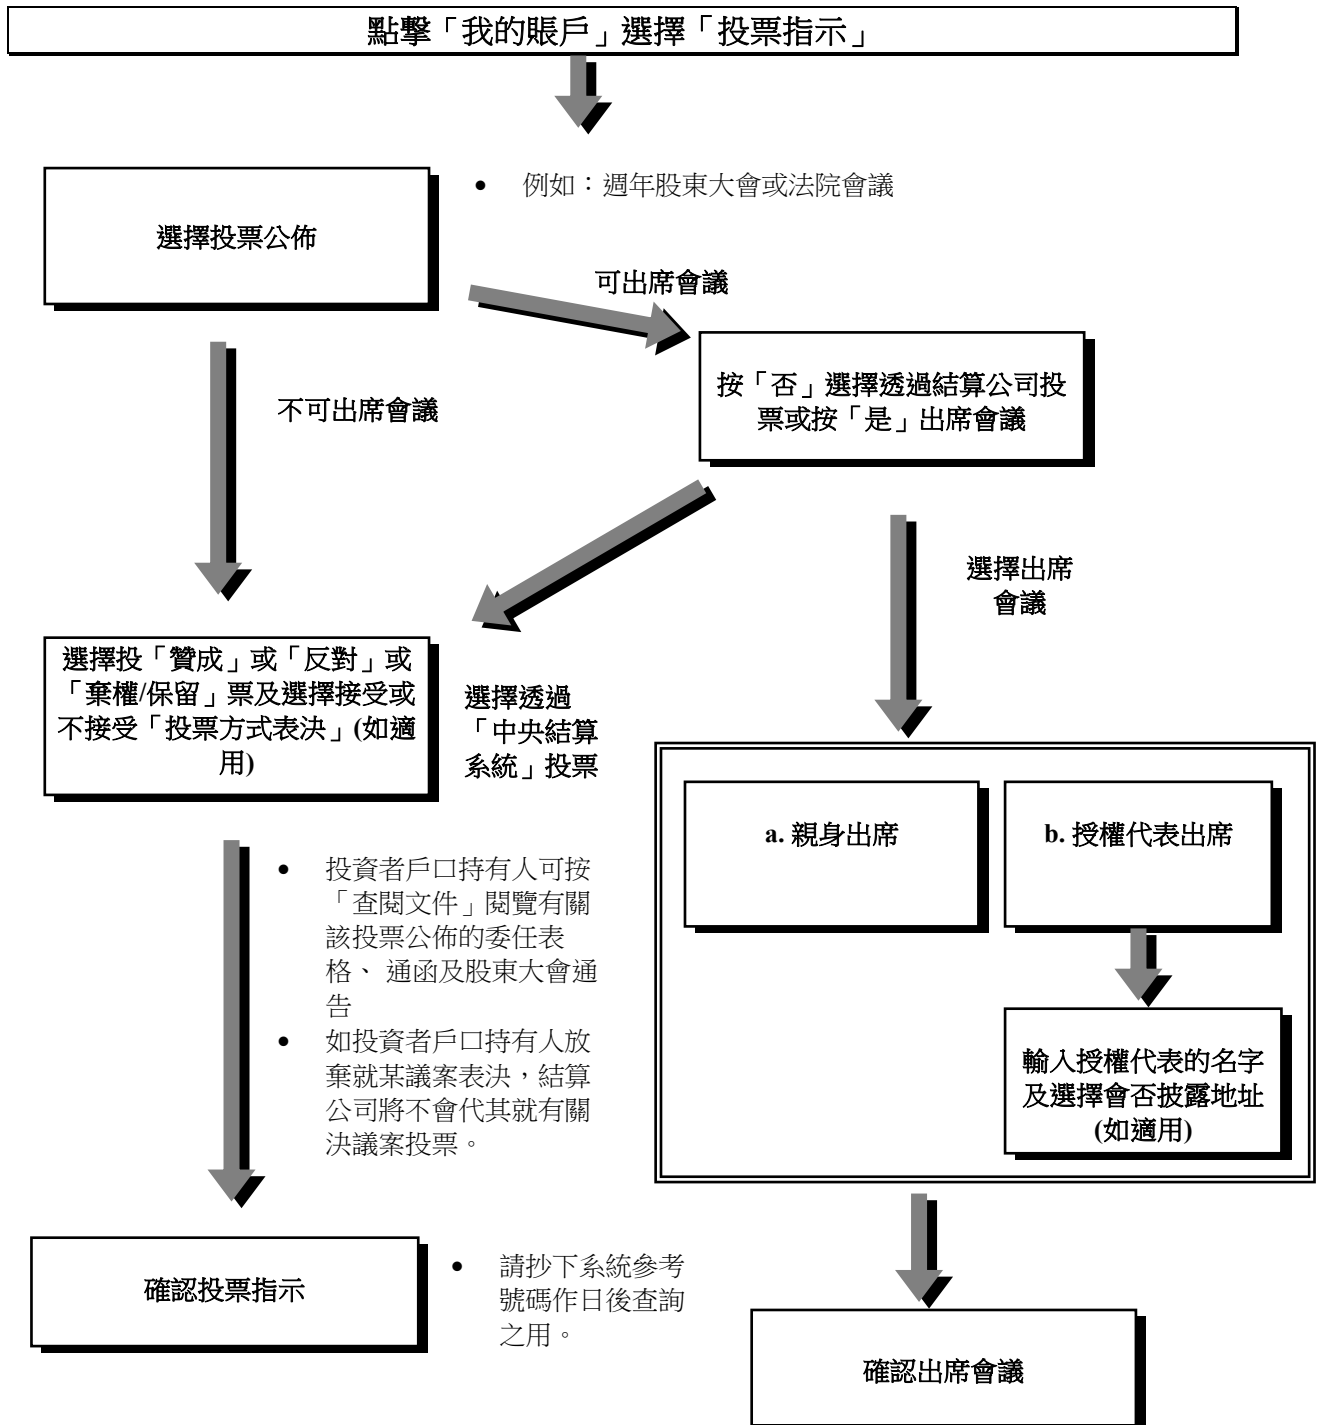 點擊「我的賬戶」選擇「投票指示」
選擇投票公佈
• 例如：週年股東大會或法院會議
可出席會議
不可出席會議
按「否」選擇透過結算公司投
票或按「是」出席會議
選擇出席
會議
選擇投「贊成」或「反對」或
「棄權/保留」票及選擇接受或
不接受「投票方式表決」(如適
用)
選擇透過
「中央結算
系統」投票
a. 親身出席
b. 授權代表出席
• 投資者戶口持有人可按
「查閱文件」閱覽有關
該投票公佈的委任表
格、 通函及股東大會通
告
• 如投資者戶口持有人放
棄就某議案表決，結算
公司將不會代其就有關
決議案投票。
輸入授權代表的名字
及選擇會否披露地址
(如適用)
確認投票指示
• 請抄下系統參考
號碼作日後查詢
之用。
確認出席會議